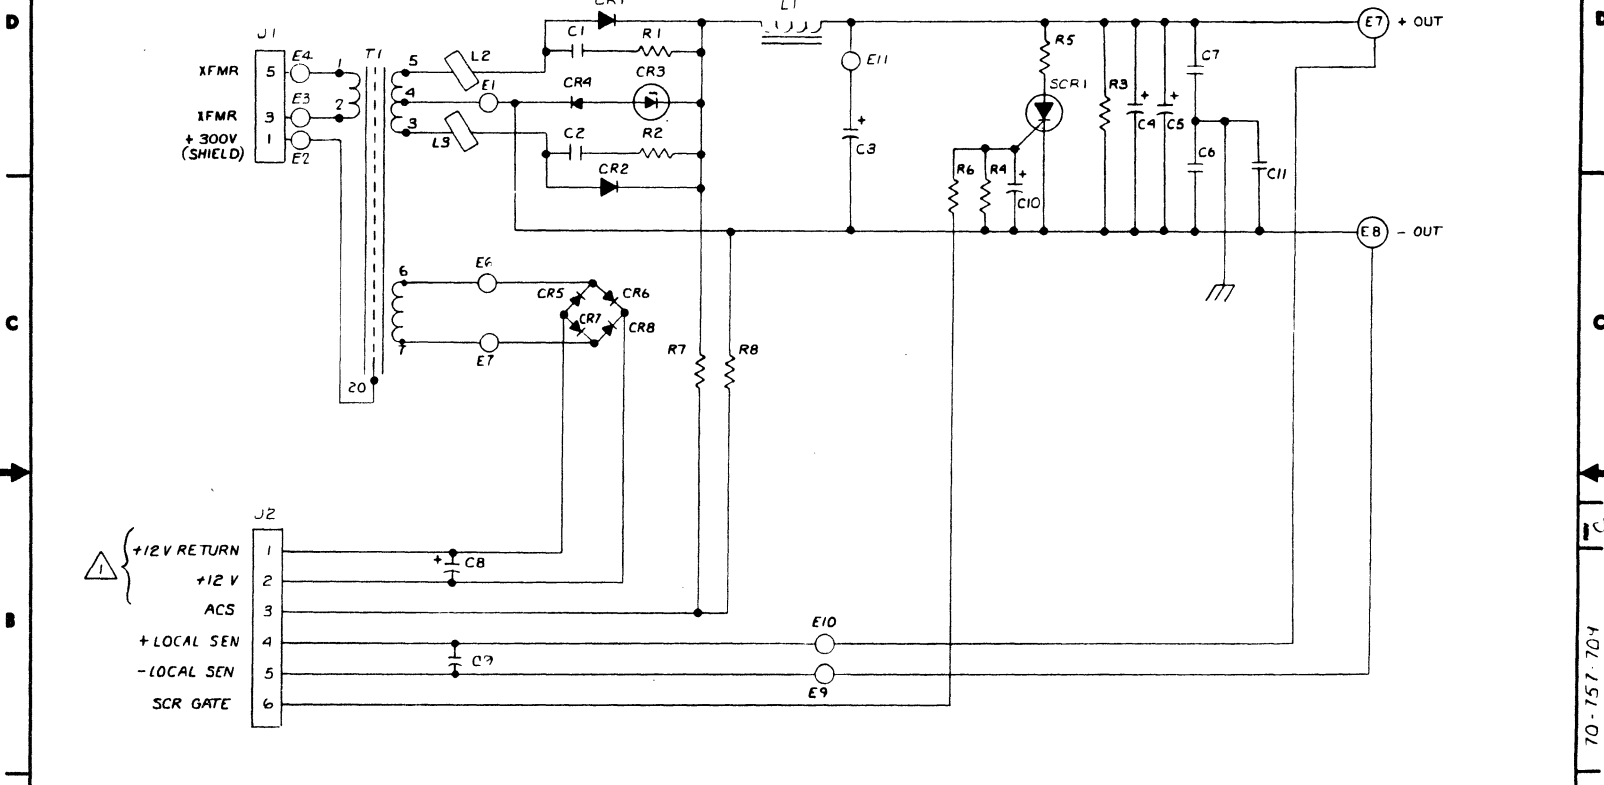 D
CR1
L1
E7
+ OUT
D
J1
C1
R1
E4
T1
L2
R5
C7
XFMR
5
1
5
E1
CR4
CR3
E11
SCR1
R3
E3
2
4
XFMR
3
3
+
+
+
C4
C5
+ 300V
1
L3
C2
R2
C3
C6
(SHIELD)
E2
CR2
R6
R4
+
C11
C10
E8
- OUT
6
E6
CR5
CR6
C
CR7
CR8
C
7
E7
R7
R8
20
J2
1
+12V RETURN
1
+
C8
+12 V
2
ACS
3
B
E10
+ LOCAL SEN
4
C9
-LOCAL SEN
5
E9
SCR GATE
6
70-757-704